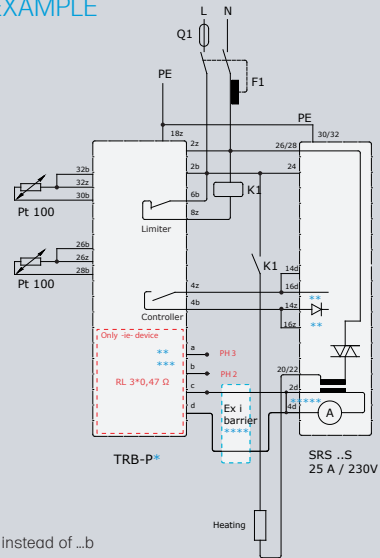 EXAMPLE
L N
Q1
F1
PE
PE
18z
30/32
2z
26/28
2b
24
32b
32z
30b
Pt 100
6b
8z
K1
Limiter
26b
26z
28b
Pt 100
K1
14d
4z
16d
4b
14z
16z
**
**
Controller
Only -ie- device
**
***
RL 3*0,47 Ω
a
PH 3
b
PH 2
c
d
20/22
2d
*****
4d
A
Ex i
barrier
****
TRB-P*
SRS ..S
25 A / 230V
Heating
instead of ...b